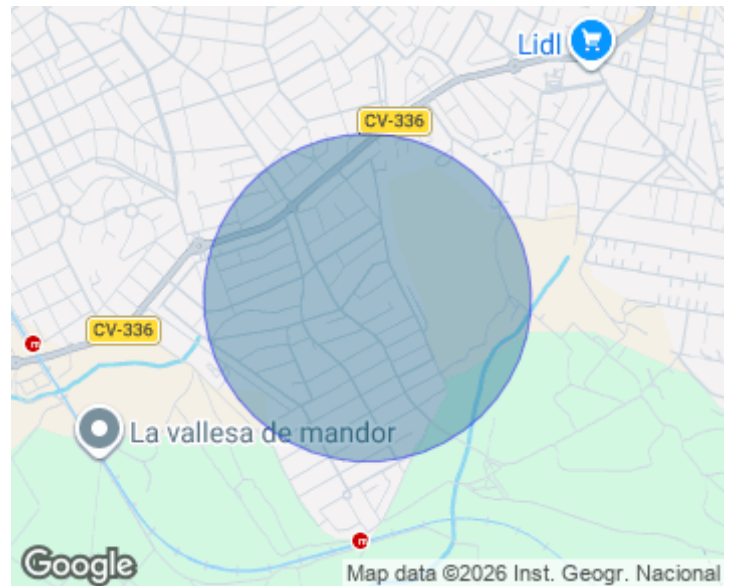 Lidl
CV-336
CV-336
La vallesa de mandor
Google
Map data ©2026 Inst. Geogr. Nacional